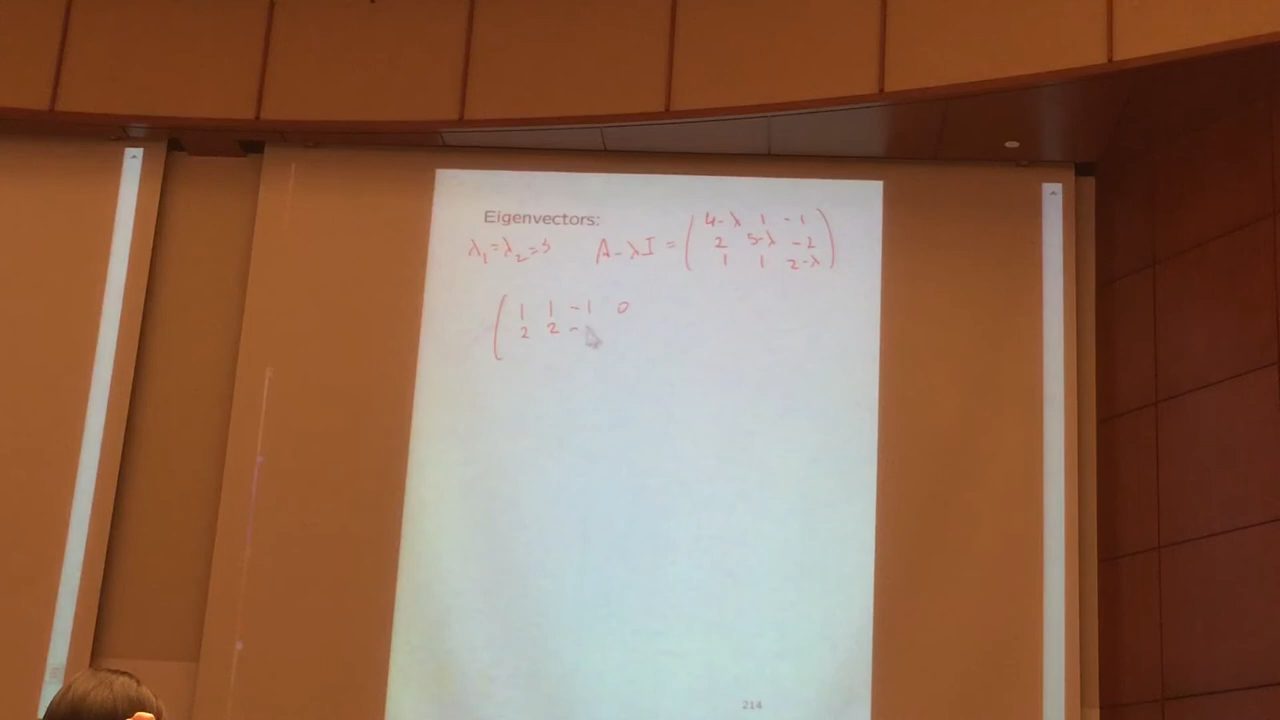 Eigenvectors:
λ₁=λ₂=3 A-λI = ( 4-λ 1 -1
2 5-λ -2
1 1 2-λ )
( 1 1 -1 0
2 2 -
214